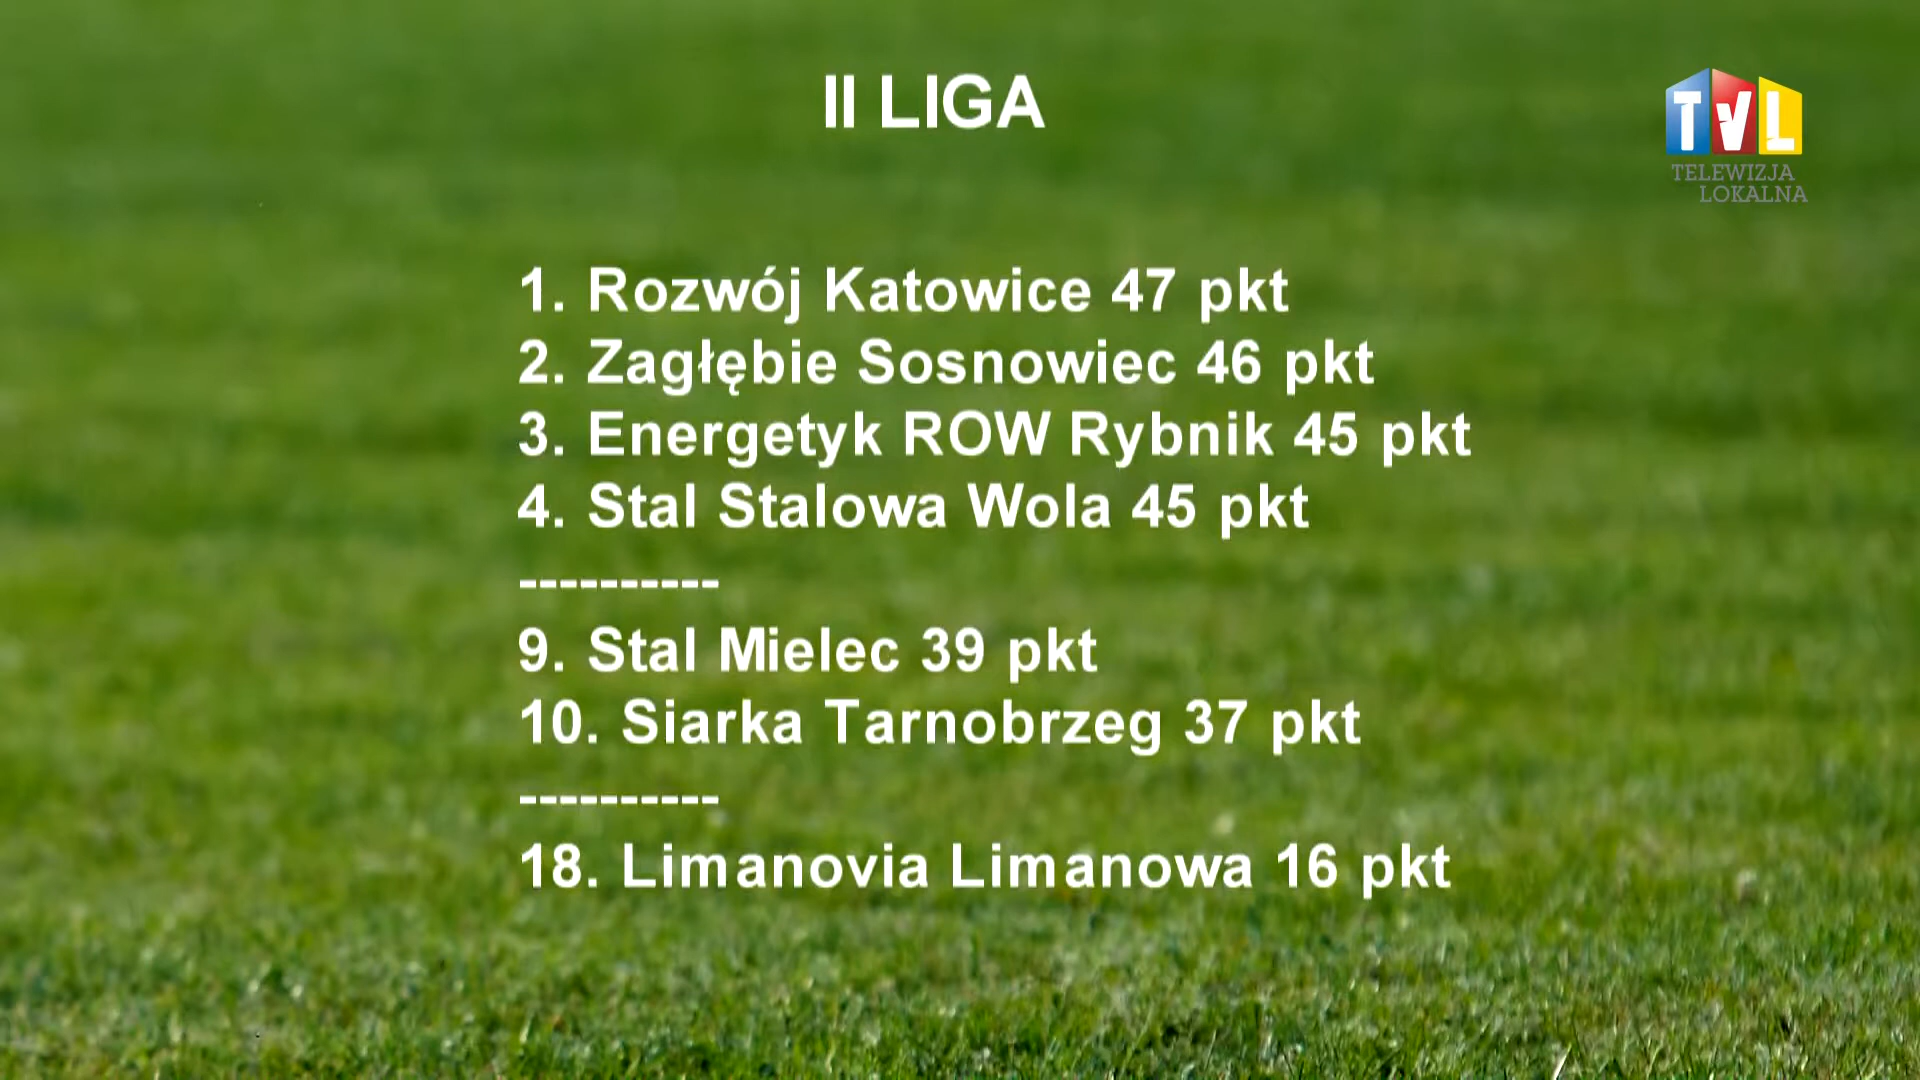 II LIGA
TVL
TELEWIZJA
LOKALNA
1. Rozwój Katowice 47 pkt
2. Zagłębie Sosnowiec 46 pkt
3. Energetyk ROW Rybnik 45 pkt
4. Stal Stalowa Wola 45 pkt
----------
9. Stal Mielec 39 pkt
10. Siarka Tarnobrzeg 37 pkt
----------
18. Limanovia Limanowa 16 pkt